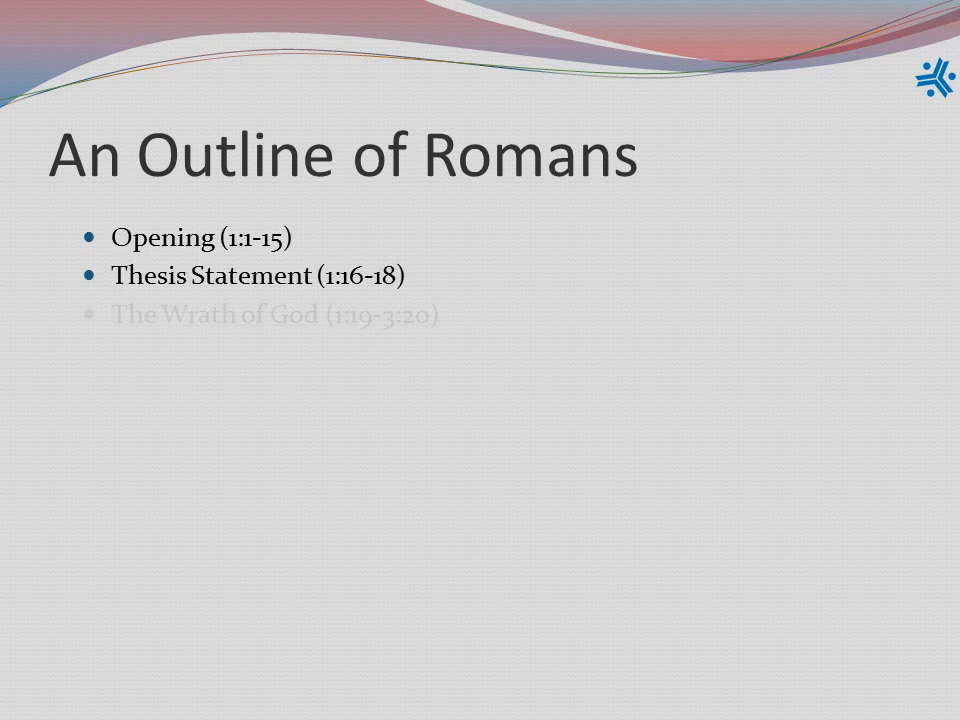 An Outline of Romans
Opening (1:1-15)
Thesis Statement (1:16-18)
The Wrath of God (1:19-3:20)